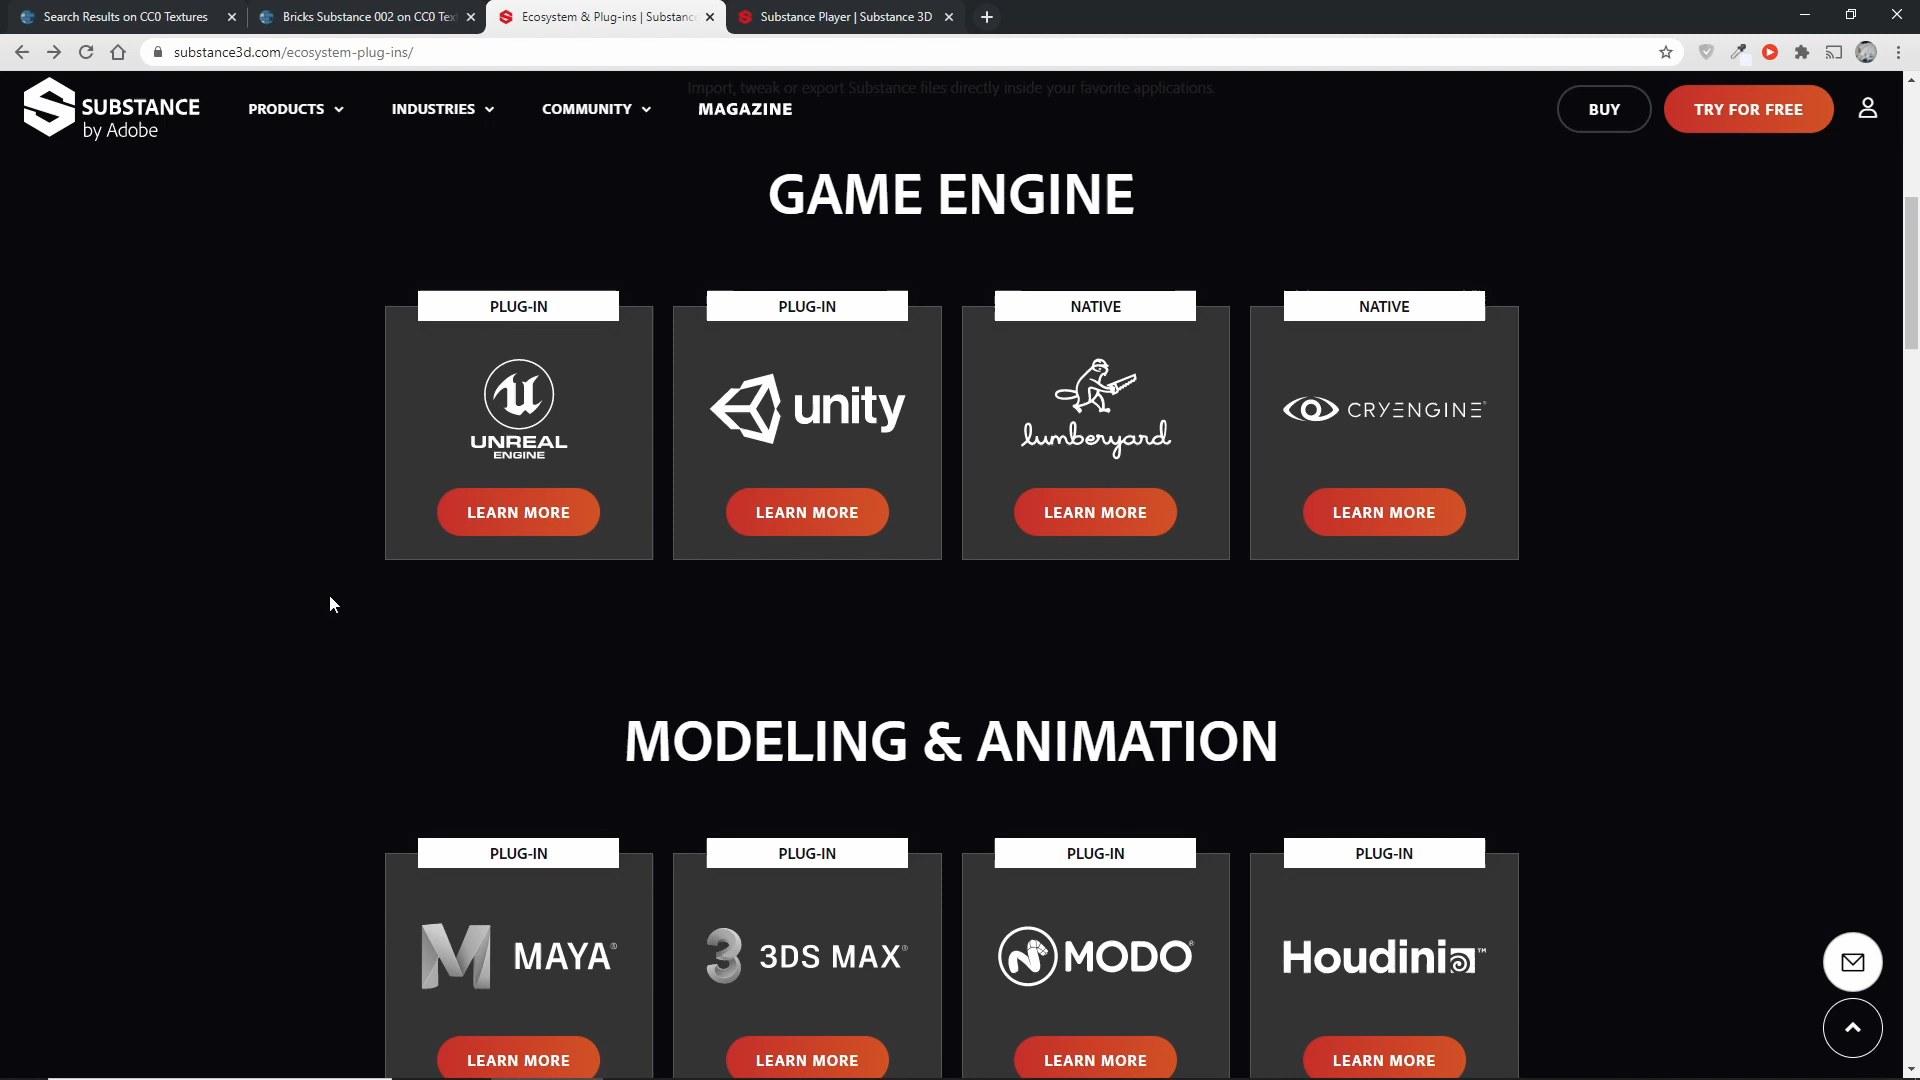 Search Results on CC0 Textures
Bricks Substance 002 on CC0 Tex
Ecosystem & Plug-ins | Substance
Substance Player | Substance 3D
substance3d.com/ecosystem-plug-ins/
Import, tweak or export Substance files directly inside your favorite applications.
SUBSTANCE
by Adobe
PRODUCTS
INDUSTRIES
COMMUNITY
MAGAZINE
BUY
TRY FOR FREE
GAME ENGINE
PLUG-IN
PLUG-IN
NATIVE
NATIVE
UNREAL
ENGINE
unity
lumberyard
CRYENGINE®
LEARN MORE
LEARN MORE
LEARN MORE
LEARN MORE
MODELING & ANIMATION
PLUG-IN
PLUG-IN
PLUG-IN
PLUG-IN
MAYA®
3DS MAX®
MODO®
Houdini™
LEARN MORE
LEARN MORE
LEARN MORE
LEARN MORE